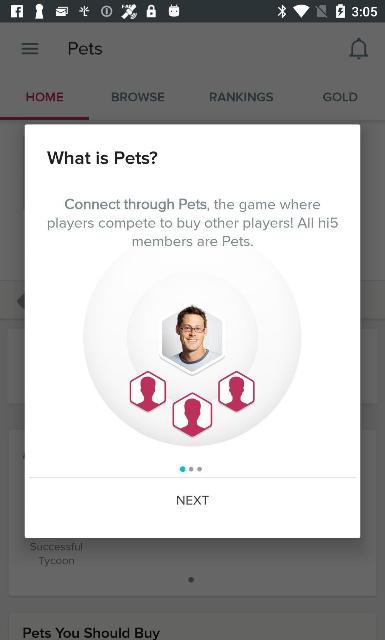 3:05
Pets
HOME BROWSE RANKINGS GOLD
What is Pets?
Connect through Pets, the game where
players compete to buy other players! All hi5
members are Pets.
NEXT
Successful
Tycoon
Pets You Should Buy